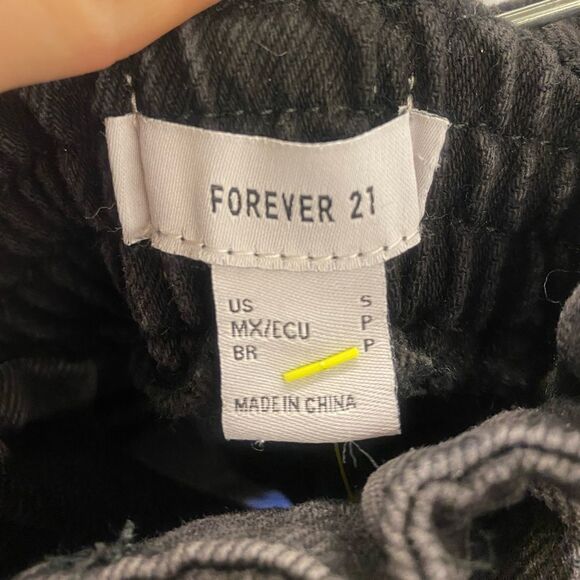 FOREVER 21
US S
MX/ECU P
BR P
MADE IN CHINA